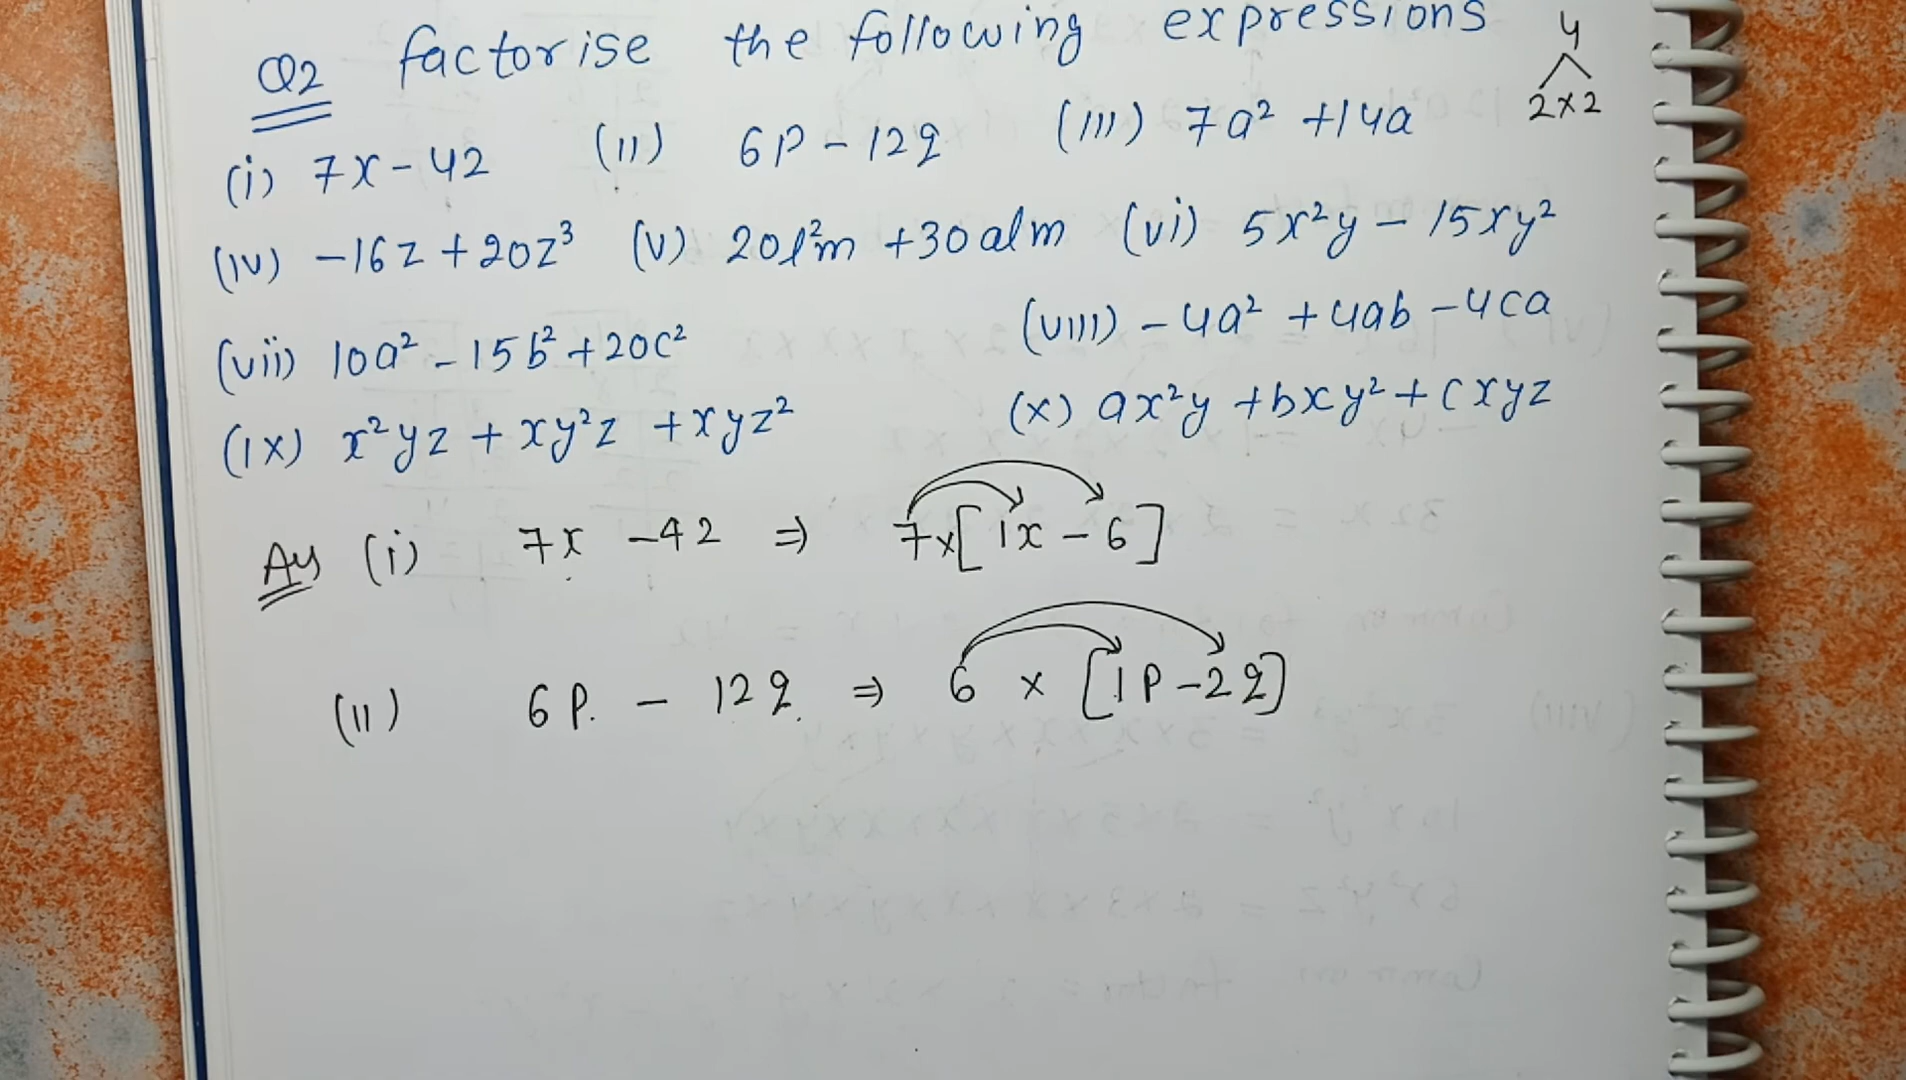 Q2 factorise the following expressions
4
2×2
(i) 7x - 42 (ii) 6p - 12q (iii) 7a² + 14a
(iv) -16z + 20z³ (v) 20l²m + 30alm (vi) 5x²y - 15xy²
(vii) 10a² - 15b² + 20c² (viii) -4a² + 4ab - 4ca
(ix) x²yz + xy²z + xyz² (x) ax²y + bxy² + cxyz
Ans (i) 7x - 42 ⇒ 7×[1x - 6]
(ii) 6p. - 12q. ⇒ 6 × [1p - 2q]